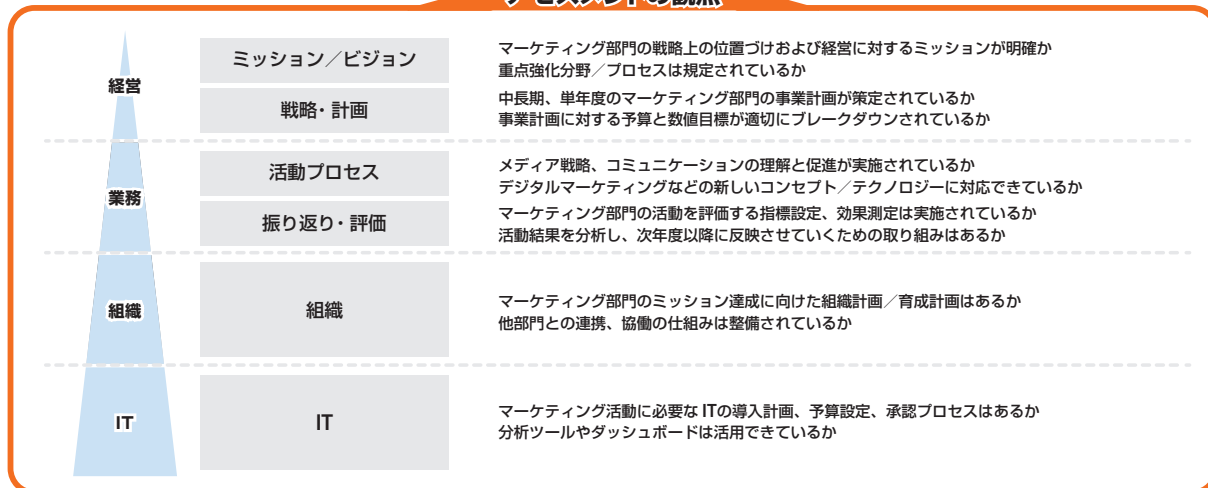 アセスメントの観点
経営
ミッション／ビジョン
マーケティング部門の戦略上の位置づけおよび経営に対するミッションが明確か
重点強化分野／プロセスは規定されているか
戦略・計画
中長期、単年度のマーケティング部門の事業計画が策定されているか
事業計画に対する予算と数値目標が適切にブレークダウンされているか
業務
活動プロセス
メディア戦略、コミュニケーションの理解と促進が実施されているか
デジタルマーケティングなどの新しいコンセプト／テクノロジーに対応できているか
振り返り・評価
マーケティング部門の活動を評価する指標設定、効果測定は実施されているか
活動結果を分析し、次年度以降に反映させていくための取り組みはあるか
組織
組織
マーケティング部門のミッション達成に向けた組織計画／育成計画はあるか
他部門との連携、協働の仕組みは整備されているか
IT
IT
マーケティング活動に必要なITの導入計画、予算設定、承認プロセスはあるか
分析ツールやダッシュボードは活用できているか